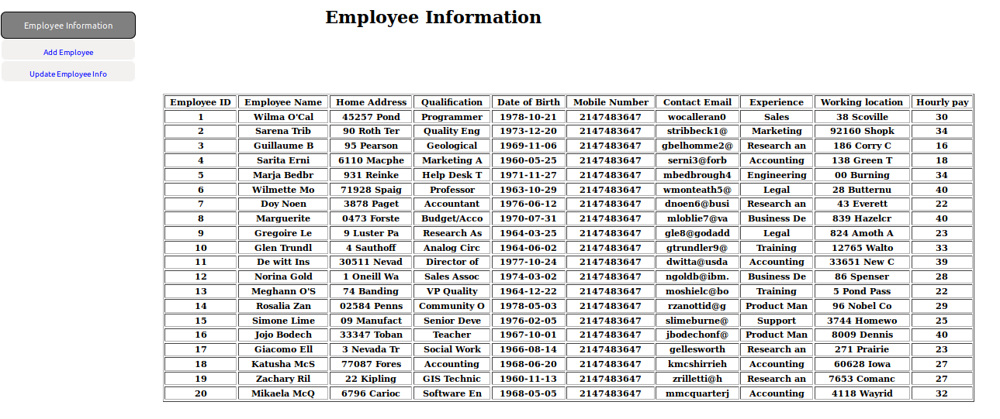 Employee Information
Employee Information
Add Employee
Update Employee Info
Employee ID Employee Name Home Address Qualification Date of Birth Mobile Number Contact Email Experience Working location Hourly pay
1 Wilma O'Cal 45257 Pond Programmer 1978-10-21 2147483647 wocalleran0 Sales 38 Scoville 30
2 Sarena Trib 90 Roth Ter Quality Eng 1973-12-20 2147483647 stribbeck1@ Marketing 92160 Shopk 34
3 Guillaume B 95 Pearson Geological 1969-11-06 2147483647 gbelhomme2@ Research an 186 Corry C 16
4 Sarita Erni 6110 Macphe Marketing A 1960-05-25 2147483647 serni3@forb Accounting 138 Green T 18
5 Marja Bedbr 931 Reinke Help Desk T 1971-11-27 2147483647 mbedbrough4 Engineering 00 Burning 34
6 Wilmette Mo 71928 Spaig Professor 1963-10-29 2147483647 wmonteath5@ Legal 28 Butternu 40
7 Doy Noen 3878 Paget Accountant 1976-06-12 2147483647 dnoen6@busi Research an 43 Everett 22
8 Marguerite 0473 Forste Budget/Acco 1970-07-31 2147483647 mloblie7@va Business De 839 Hazelcr 40
9 Gregoire Le 9 Luster Pa Research As 1964-03-25 2147483647 gle8@godadd Legal 824 Amoth A 23
10 Glen Trundl 4 Sauthoff Analog Circ 1964-06-02 2147483647 gtrundler9@ Training 12765 Walto 33
11 De witt Ins 30511 Nevad Director of 1977-10-24 2147483647 dwitta@usda Accounting 33651 New C 39
12 Norina Gold 1 Oneill Wa Sales Assoc 1974-03-02 2147483647 ngoldb@ibm. Business De 86 Spenser 28
13 Meghann O'S 74 Banding VP Quality 1964-12-22 2147483647 moshielc@bo Training 5 Pond Pass 22
14 Rosalia Zan 02584 Penns Community O 1978-05-03 2147483647 rzanottid@g Product Man 96 Nobel Co 29
15 Simone Lime 09 Manufact Senior Deve 1976-02-05 2147483647 slimeburne@ Support 3744 Homewo 25
16 Jojo Bodech 33347 Toban Teacher 1967-10-01 2147483647 jbodechonf@ Product Man 8009 Dennis 40
17 Giacomo Ell 3 Nevada Tr Social Work 1966-08-14 2147483647 gellesworth Research an 271 Prairie 23
18 Katusha McS 77087 Fores Accounting 1968-06-20 2147483647 kmcshirrieh Accounting 60628 Iowa 27
19 Zachary Ril 22 Kipling GIS Technic 1960-11-13 2147483647 zrilletti@h Research an 7653 Comanc 27
20 Mikaela McQ 6796 Carioc Software En 1968-05-05 2147483647 mmcquarterj Accounting 4118 Wayrid 32